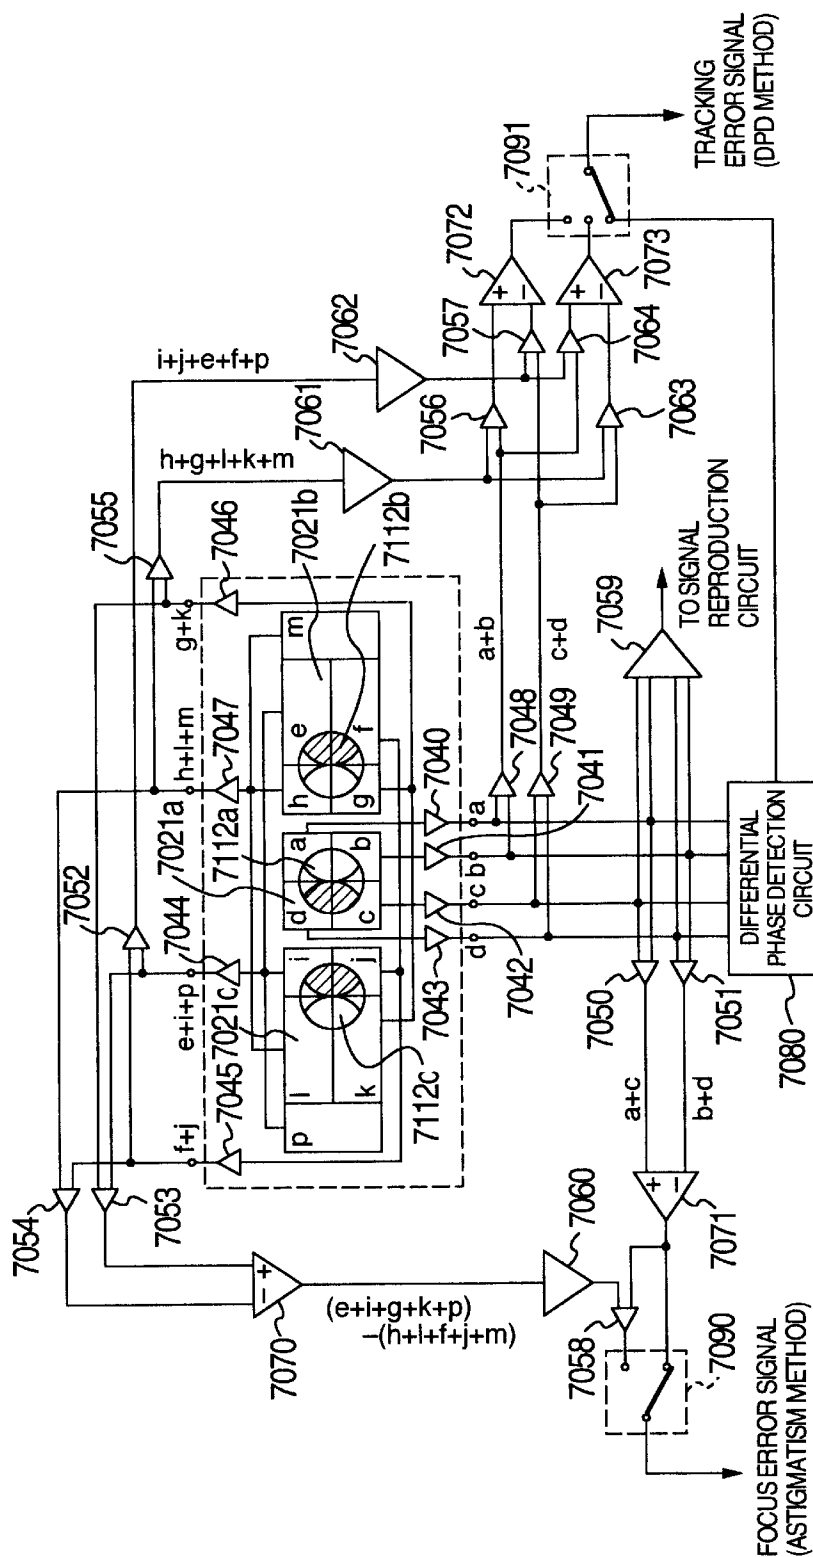 7054
7053
7070
(e+i+g+k+p)
–(h+l+f+j+m)
7060
7058
7090
FOCUS ERROR SIGNAL
(ASTIGMATISM METHOD)
7071
+
–
–
+
a+c
b+d
7050
7051
7080
DIFFERENTIAL
PHASE DETECTION
CIRCUIT
f+j
7045
e+i+p
7044
7021c
7052
7021a
7112a
h+l+m
7047
g+k
7046
7055
7021b
7112b
7112c
p
l
k
i
j
d
a
c
b
h
e
g
f
m
7043
7042
7041
7040
d
c
b
a
7048
7049
a+b
c+d
7059
TO SIGNAL
REPRODUCTION
CIRCUIT
h+g+l+k+m
7061
i+j+e+f+p
7062
7056
7057
7063
7064
7072
7073
+
–
+
–
7091
TRACKING
ERROR SIGNAL
(DPD METHOD)